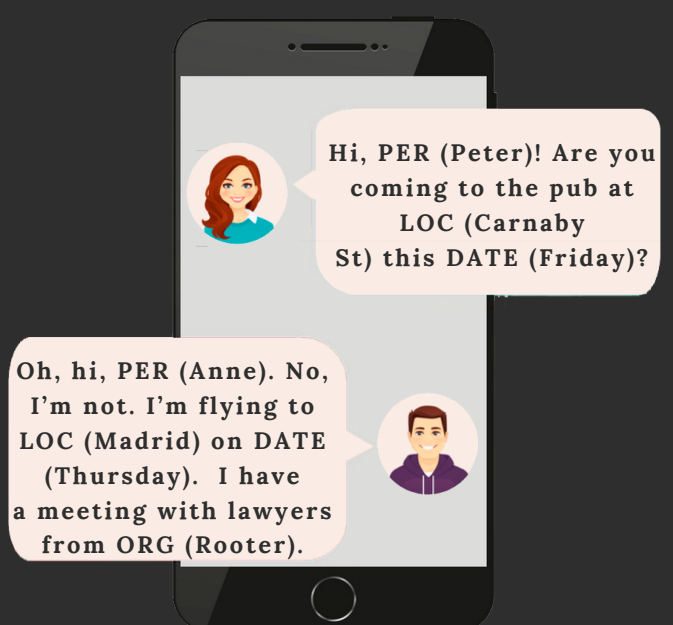 Hi, PER (Peter)! Are you
coming to the pub at
LOC (Carnaby
St) this DATE (Friday)?
Oh, hi, PER (Anne). No,
I’m not. I’m flying to
LOC (Madrid) on DATE
(Thursday). I have
a meeting with lawyers
from ORG (Rooter).